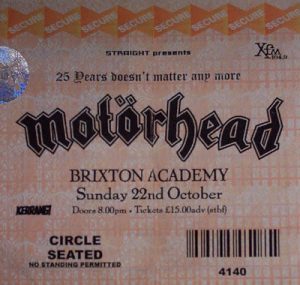 SECURE SECURE SECURE SECURE SECURE
STRAIGHT presents
Xfm
25 Years doesn't matter any more
motörhead
BRIXTON ACADEMY
Sunday 22nd October
Doors 8.00pm • Tickets £15.00adv (stbf)
KERRANG!
CIRCLE
SEATED
NO STANDING PERMITTED
4140